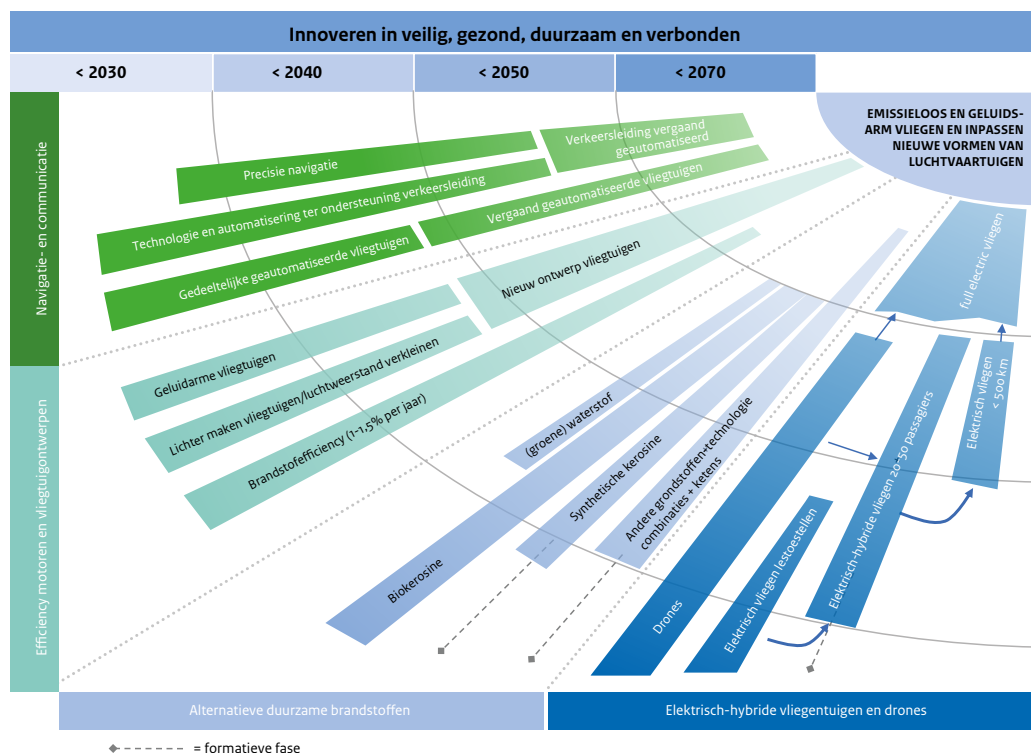 Innoveren in veilig, gezond, duurzaam en verbonden
< 2030
< 2040
< 2050
< 2070
EMISSIELOOS EN GELUIDS-
ARM VLIEGEN EN INPASSEN
NIEUWE VORMEN VAN
LUCHTVAARTUIGEN
Navigatie- en communicatie
Precisie navigatie
Verkeersleiding vergaand
geautomatiseerd
Technologie en automatisering ter ondersteuning verkeersleiding
Gedeeltelijke geautomatiseerde vliegtuigen
Vergaand geautomatiseerde vliegtuigen
Efficiency motoren en vliegtuigontwerpen
Geluidarme vliegtuigen
Lichter maken vliegtuigen/luchtweerstand verkleinen
Nieuw ontwerp vliegtuigen
Brandstofefficiency (1-1,5% per jaar)
Biokerosine
(groene) waterstof
Synthetische kerosine
Andere grondstoffen+technologie
combinaties + ketens
Drones
Elektrisch vliegen lestoestellen
Elektrisch-hybride vliegen 20-50 passagiers
Elektrisch vliegen
< 500 km
full electric vliegen
Alternatieve duurzame brandstoffen
Elektrisch-hybride vliegentuigen en drones
= formatieve fase